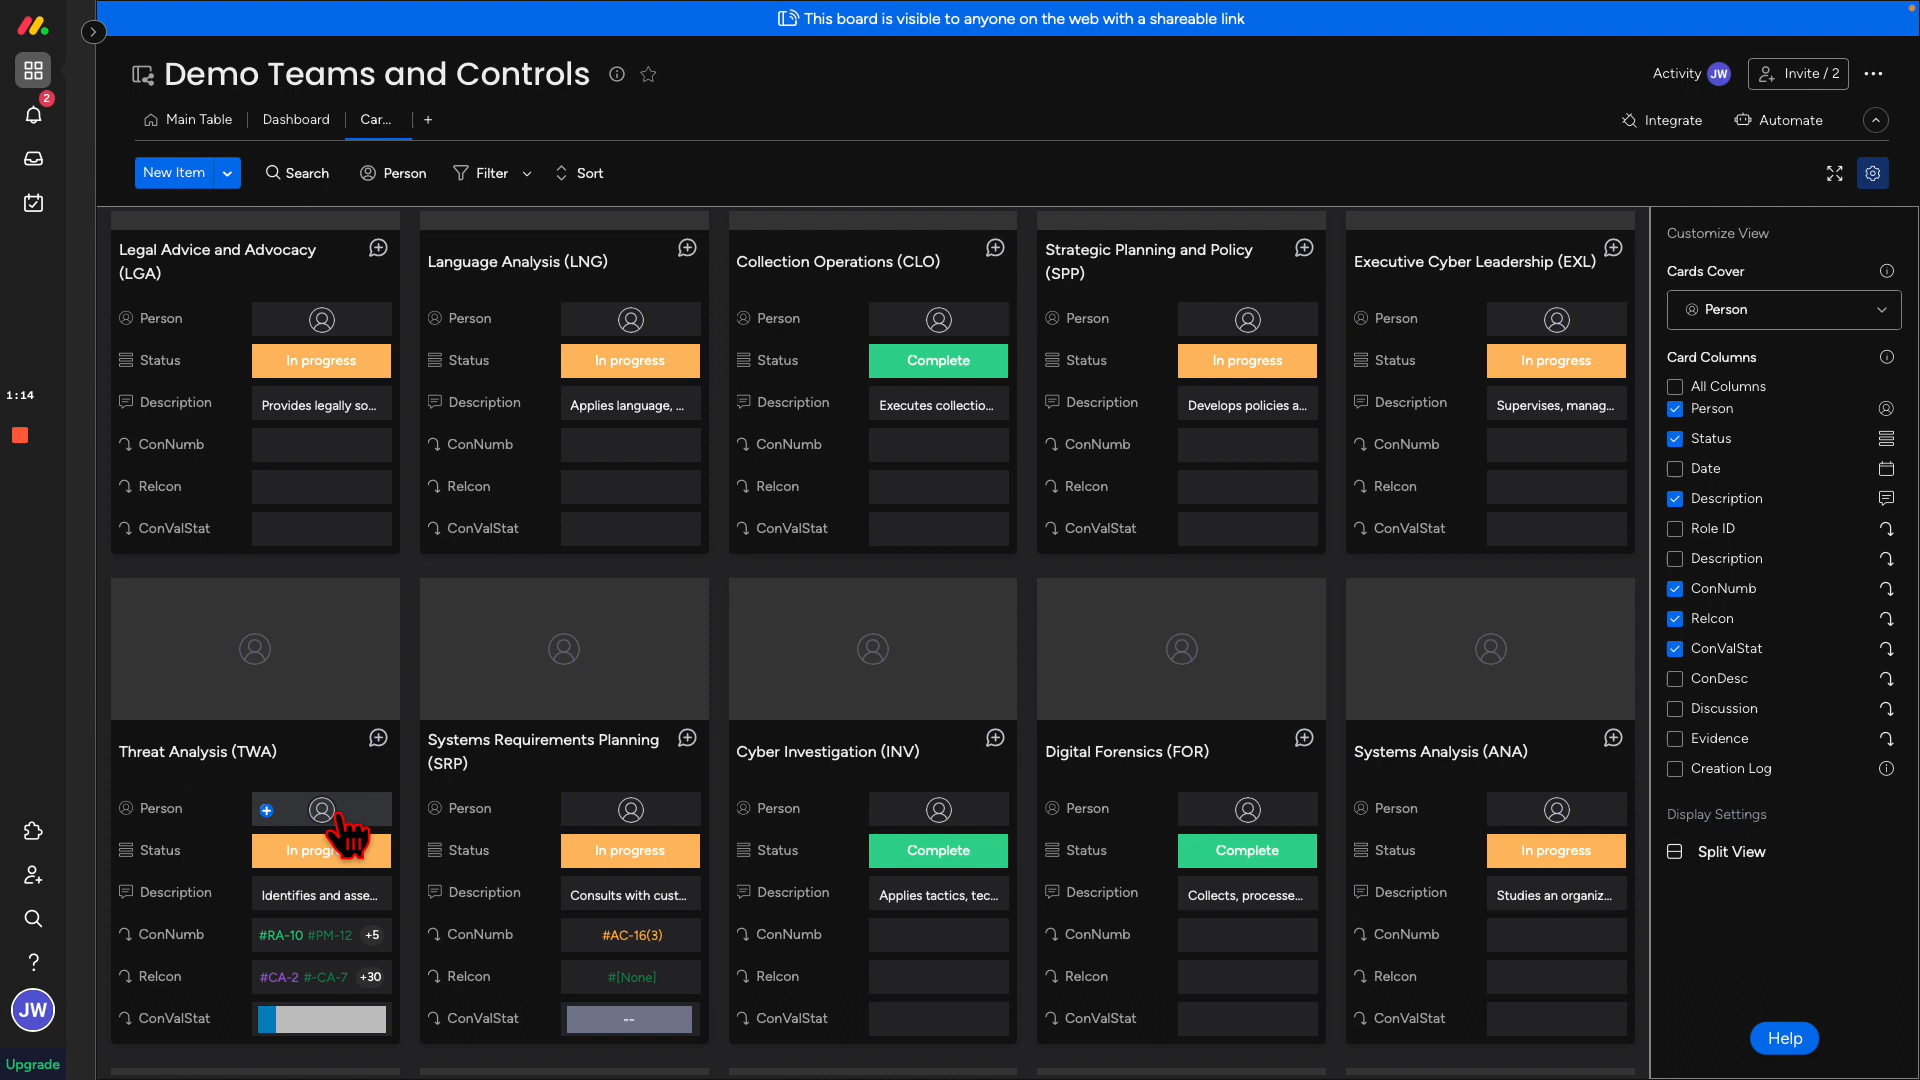 This board is visible to anyone on the web with a shareable link
2
Demo Teams and Controls
Activity JW Invite / 2
Main Table Dashboard Car... +
Integrate Automate
New Item Search Person Filter Sort
1:14
Legal Advice and Advocacy
(LGA)
Person
Status In progress
Description Provides legally so...
ConNumb
Relcon
ConValStat
Language Analysis (LNG)
Person
Status In progress
Description Applies language, ...
ConNumb
Relcon
ConValStat
Collection Operations (CLO)
Person
Status Complete
Description Executes collectio...
ConNumb
Relcon
ConValStat
Strategic Planning and Policy
(SPP)
Person
Status In progress
Description Develops policies a...
ConNumb
Relcon
ConValStat
Executive Cyber Leadership (EXL)
Person
Status In progress
Description Supervises, manag...
ConNumb
Relcon
ConValStat
Threat Analysis (TWA)
Person
Status In prog
Description Identifies and asse...
ConNumb #RA-10 #PM-12 +5
Relcon #CA-2 #-CA-7 +30
ConValStat
Systems Requirements Planning
(SRP)
Person
Status In progress
Description Consults with cust...
ConNumb #AC-16(3)
Relcon #[None]
ConValStat --
Cyber Investigation (INV)
Person
Status Complete
Description Applies tactics, tec...
ConNumb
Relcon
ConValStat
Digital Forensics (FOR)
Person
Status Complete
Description Collects, processe...
ConNumb
Relcon
ConValStat
Systems Analysis (ANA)
Person
Status In progress
Description Studies an organiz...
ConNumb
Relcon
ConValStat
Customize View
Cards Cover
Person
Card Columns
All Columns
Person
Status
Date
Description
Role ID
Description
ConNumb
Relcon
ConValStat
ConDesc
Discussion
Evidence
Creation Log
Display Settings
Split View
Help
JW
Upgrade